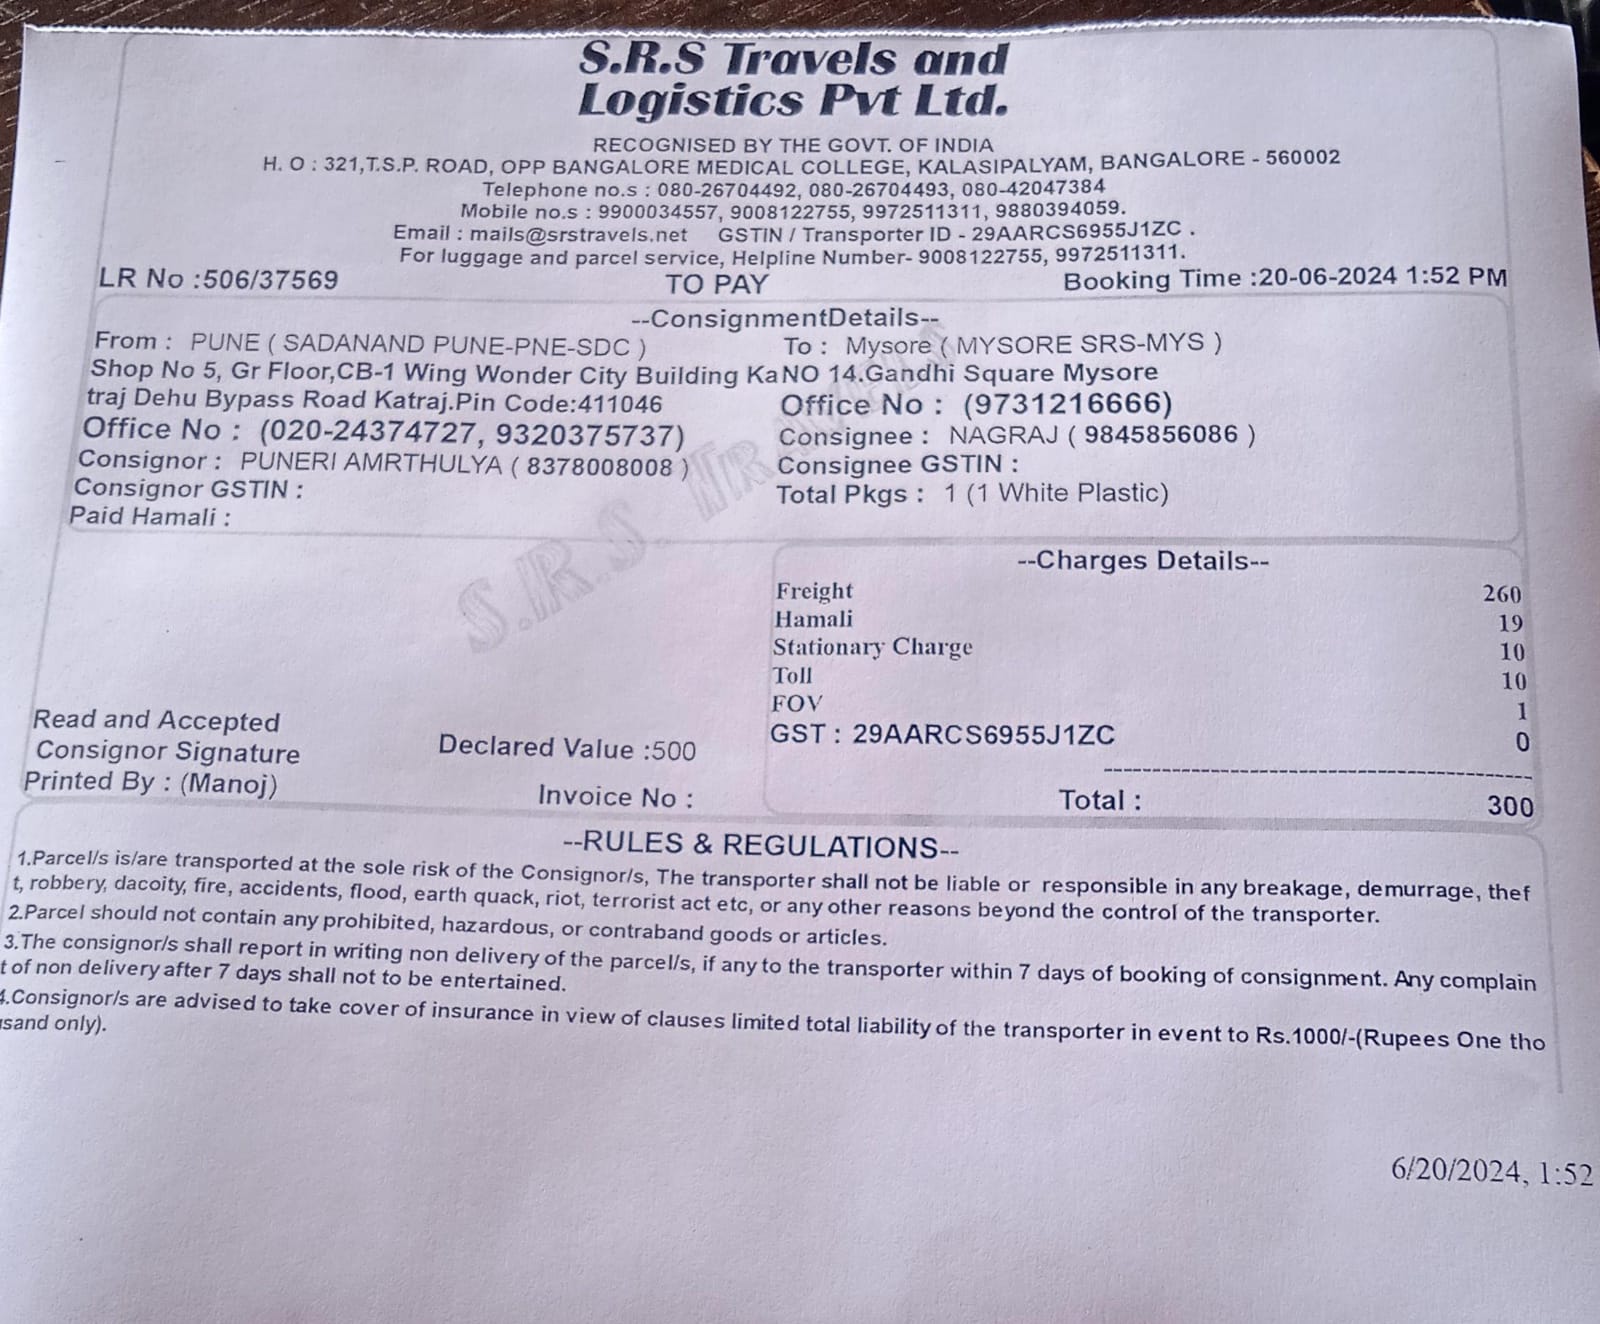 S.R.S Travels and
Logistics Pvt Ltd.
RECOGNISED BY THE GOVT. OF INDIA
H. O : 321,T.S.P. ROAD, OPP BANGALORE MEDICAL COLLEGE, KALASIPALYAM, BANGALORE - 560002
Telephone no.s : 080-26704492, 080-26704493, 080-42047384
Mobile no.s : 9900034557, 9008122755, 9972511311, 9880394059.
Email : mails@srstravels.net GSTIN / Transporter ID - 29AARCS6955J1ZC .
For luggage and parcel service, Helpline Number- 9008122755, 9972511311.
LR No :506/37569 TO PAY Booking Time :20-06-2024 1:52 PM
--ConsignmentDetails--
From : PUNE ( SADANAND PUNE-PNE-SDC )
Shop No 5, Gr Floor,CB-1 Wing Wonder City Building Ka
traj Dehu Bypass Road Katraj.Pin Code:411046
Office No : (020-24374727, 9320375737)
Consignor : PUNERI AMRTHULYA ( 8378008008 )
Consignor GSTIN :
Paid Hamali :
To : Mysore ( MYSORE SRS-MYS )
NO 14.Gandhi Square Mysore
Office No : (9731216666)
Consignee : NAGRAJ ( 9845856086 )
Consignee GSTIN :
Total Pkgs : 1 (1 White Plastic)
S.R.S. TRAVELS
--Charges Details--
Freight 260
Hamali 19
Stationary Charge 10
Toll 10
FOV 1
GST : 29AARCS6955J1ZC 0
Total : 300
Read and Accepted
Consignor Signature
Printed By : (Manoj)
Declared Value :500
Invoice No :
--RULES & REGULATIONS--
1.Parcel/s is/are transported at the sole risk of the Consignor/s, The transporter shall not be liable or responsible in any breakage, demurrage, thef
t, robbery, dacoity, fire, accidents, flood, earth quack, riot, terrorist act etc, or any other reasons beyond the control of the transporter.
2.Parcel should not contain any prohibited, hazardous, or contraband goods or articles.
3.The consignor/s shall report in writing non delivery of the parcel/s, if any to the transporter within 7 days of booking of consignment. Any complain
t of non delivery after 7 days shall not to be entertained.
4.Consignor/s are advised to take cover of insurance in view of clauses limited total liability of the transporter in event to Rs.1000/-(Rupees One tho
usand only).
6/20/2024, 1:52